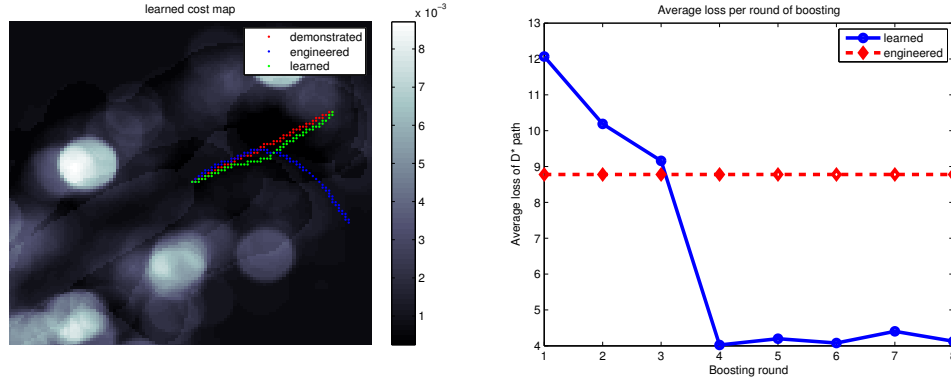 learned cost map
demonstrated
engineered
learned
x 10⁻³
8
7
6
5
4
3
2
1
Average loss per round of boosting
learned
engineered
Average loss of D* path
13
12
11
10
9
8
7
6
5
4
1 2 3 4 5 6 7 8
Boosting round